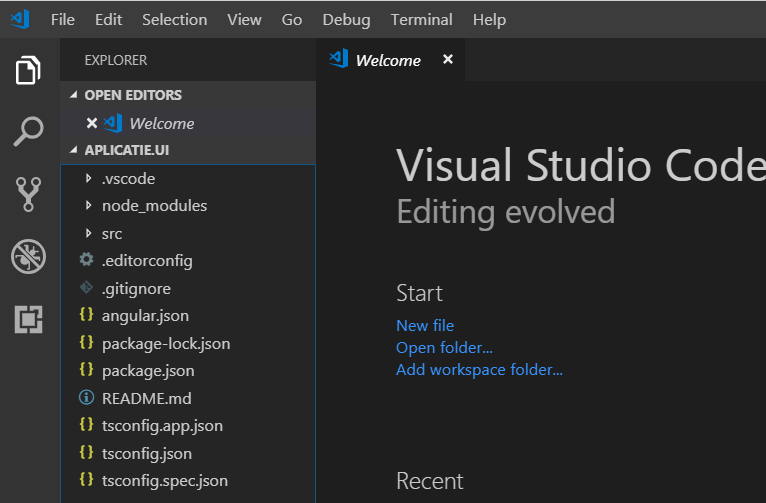 File Edit Selection View Go Debug Terminal Help
EXPLORER
OPEN EDITORS
Welcome
APLICATIE.UI
.vscode
node_modules
src
.editorconfig
.gitignore
angular.json
package-lock.json
package.json
README.md
tsconfig.app.json
tsconfig.json
tsconfig.spec.json
Welcome
Visual Studio Code
Editing evolved
Start
New file
Open folder...
Add workspace folder...
Recent